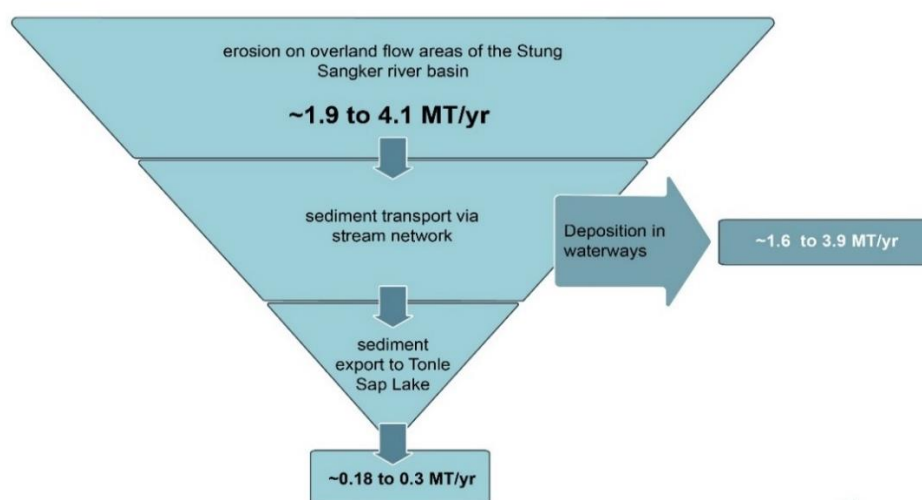 erosion on overland flow areas of the Stung
Sangker river basin
~1.9 to 4.1 MT/yr
sediment transport via
stream network
Deposition in
waterways
~1.6 to 3.9 MT/yr
sediment
export to Tonle
Sap Lake
~0.18 to 0.3 MT/yr